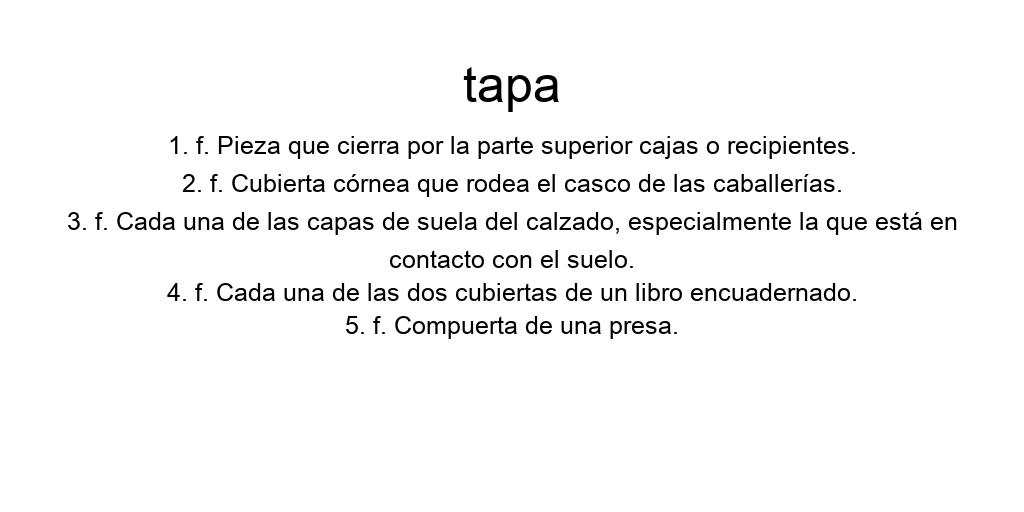 tapa
1. f. Pieza que cierra por la parte superior cajas o recipientes.
2. f. Cubierta córnea que rodea el casco de las caballerías.
3. f. Cada una de las capas de suela del calzado, especialmente la que está en
contacto con el suelo.
4. f. Cada una de las dos cubiertas de un libro encuadernado.
5. f. Compuerta de una presa.